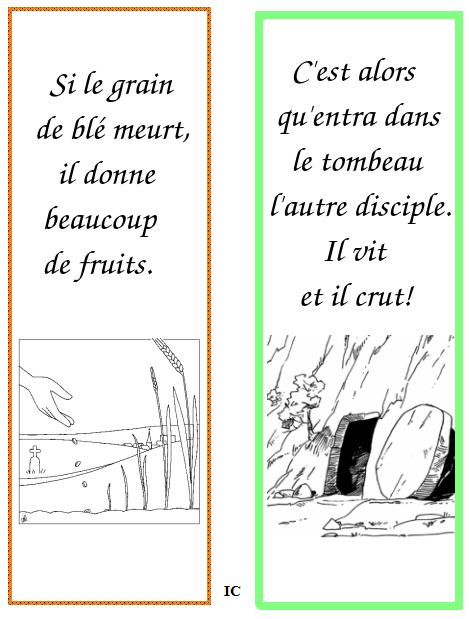 Si le grain
de blé meurt,
il donne
beaucoup
de fruits.
C'est alors
qu'entra dans
le tombeau
l'autre disciple.
Il vit
et il crut!
IC